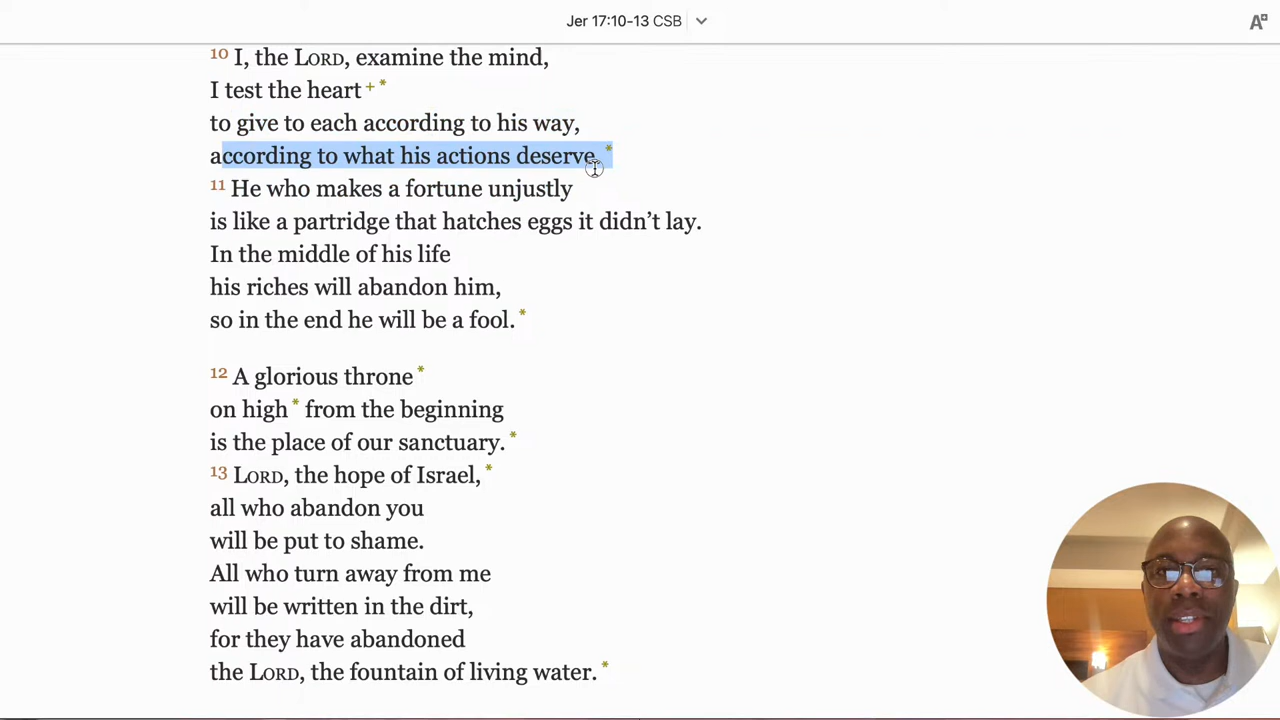 Jer 17:10-13 CSB
A
10 I, the LORD, examine the mind,
I test the heart + *
to give to each according to his way,
according to what his actions deserve. *
11 He who makes a fortune unjustly
is like a partridge that hatches eggs it didn’t lay.
In the middle of his life
his riches will abandon him,
so in the end he will be a fool. *
12 A glorious throne *
on high * from the beginning
is the place of our sanctuary. *
13 LORD, the hope of Israel, *
all who abandon you
will be put to shame.
All who turn away from me
will be written in the dirt,
for they have abandoned
the LORD, the fountain of living water. *